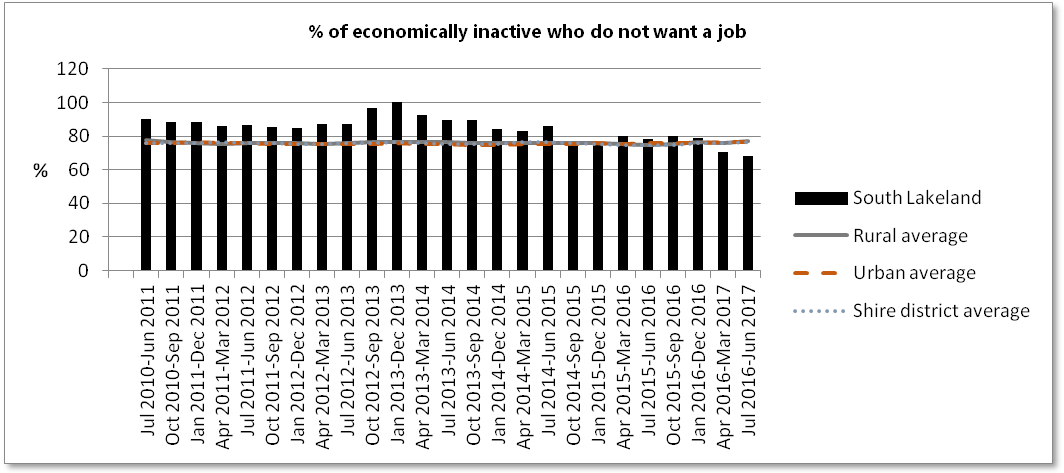 % of economically inactive who do not want a job
120
100
80
60
40
20
0
%
Jul 2010-Jun 2011
Oct 2010-Sep 2011
Jan 2011-Dec 2011
Apr 2011-Mar 2012
Jul 2011-Jun 2012
Oct 2011-Sep 2012
Jan 2012-Dec 2012
Apr 2012-Mar 2013
Jul 2012-Jun 2013
Oct 2012-Sep 2013
Jan 2013-Dec 2013
Apr 2013-Mar 2014
Jul 2013-Jun 2014
Oct 2013-Sep 2014
Jan 2014-Dec 2014
Apr 2014-Mar 2015
Jul 2014-Jun 2015
Oct 2014-Sep 2015
Jan 2015-Dec 2015
Apr 2015-Mar 2016
Jul 2015-Jun 2016
Oct 2015-Sep 2016
Jan 2016-Dec 2016
Apr 2016-Mar 2017
Jul 2016-Jun 2017
South Lakeland
Rural average
Urban average
Shire district average